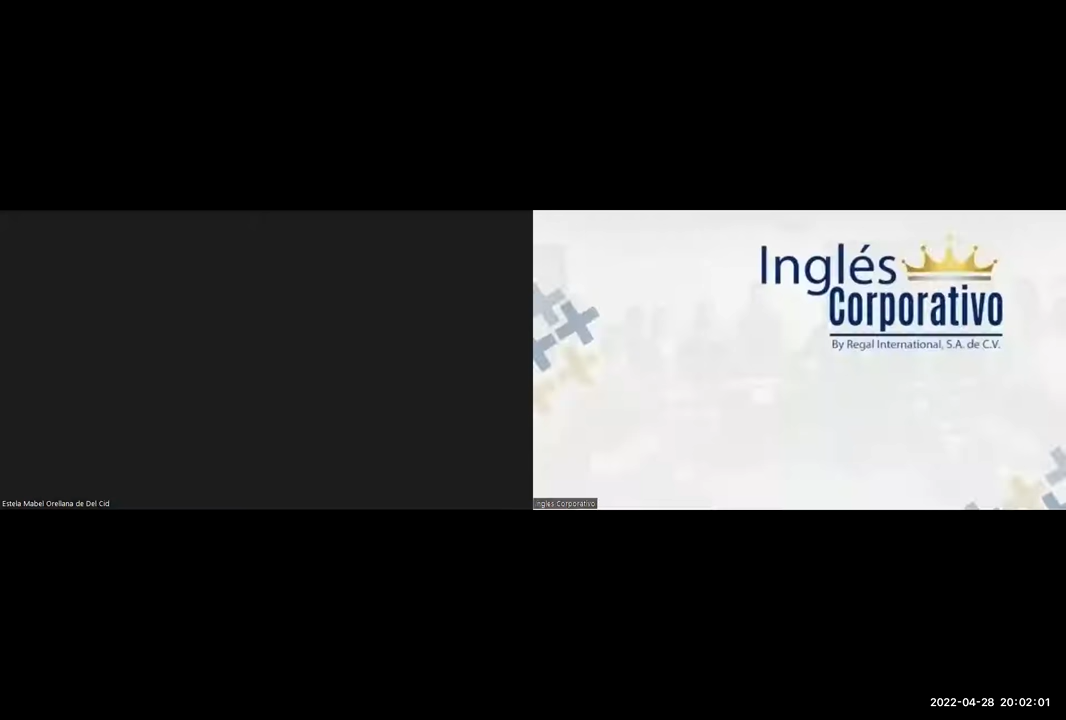 Inglés
Corporativo
By Regal International, S.A. de C.V.
Estela Mabel Orellana de Del Cid
Inglés Corporativo
2022-04-28 20:02:01